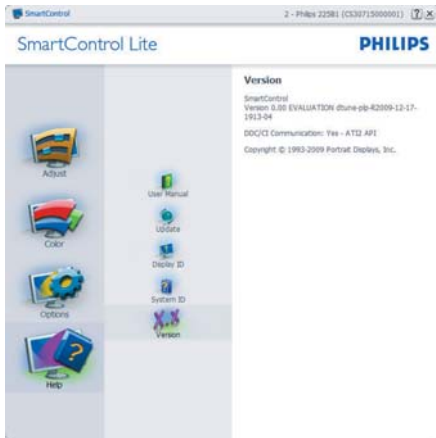 SmartControl
2 - Philips 225B1 (CS30715000001)
SmartControl Lite
PHILIPS
Adjust
Color
Options
Help
User Manual
Update
Display ID
System ID
Version
Version
SmartControl
Version 0.00 EVALUATION dtune-plp-R2009-12-17-
1913-04
DDC/CI Communication: Yes - ATI2 API
Copyright © 1993-2009 Portrait Displays, Inc.